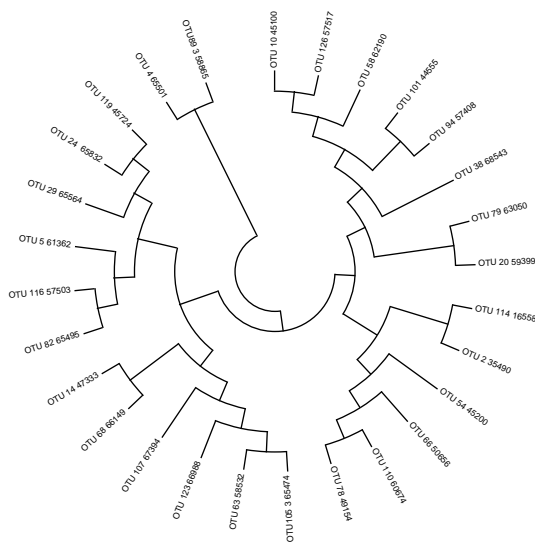 OTU 10 45100
OTU 126 57517
OTU 58 62190
OTU 101 44555
OTU 94 57408
OTU 38 68543
OTU 79 63050
OTU 20 59399
OTU 114 16558
OTU 2 35490
OTU 54 45200
OTU 66 50656
OTU 110 60674
OTU 78 49154
OTU105 3 65474
OTU 63 58532
OTU 123 66988
OTU 107 67394
OTU 68 66149
OTU 14 47333
OTU 82 65495
OTU 116 57503
OTU 5 61362
OTU 29 65564
OTU 24 65832
OTU 119 45724
OTU 4 65501
OTU89 3 58865